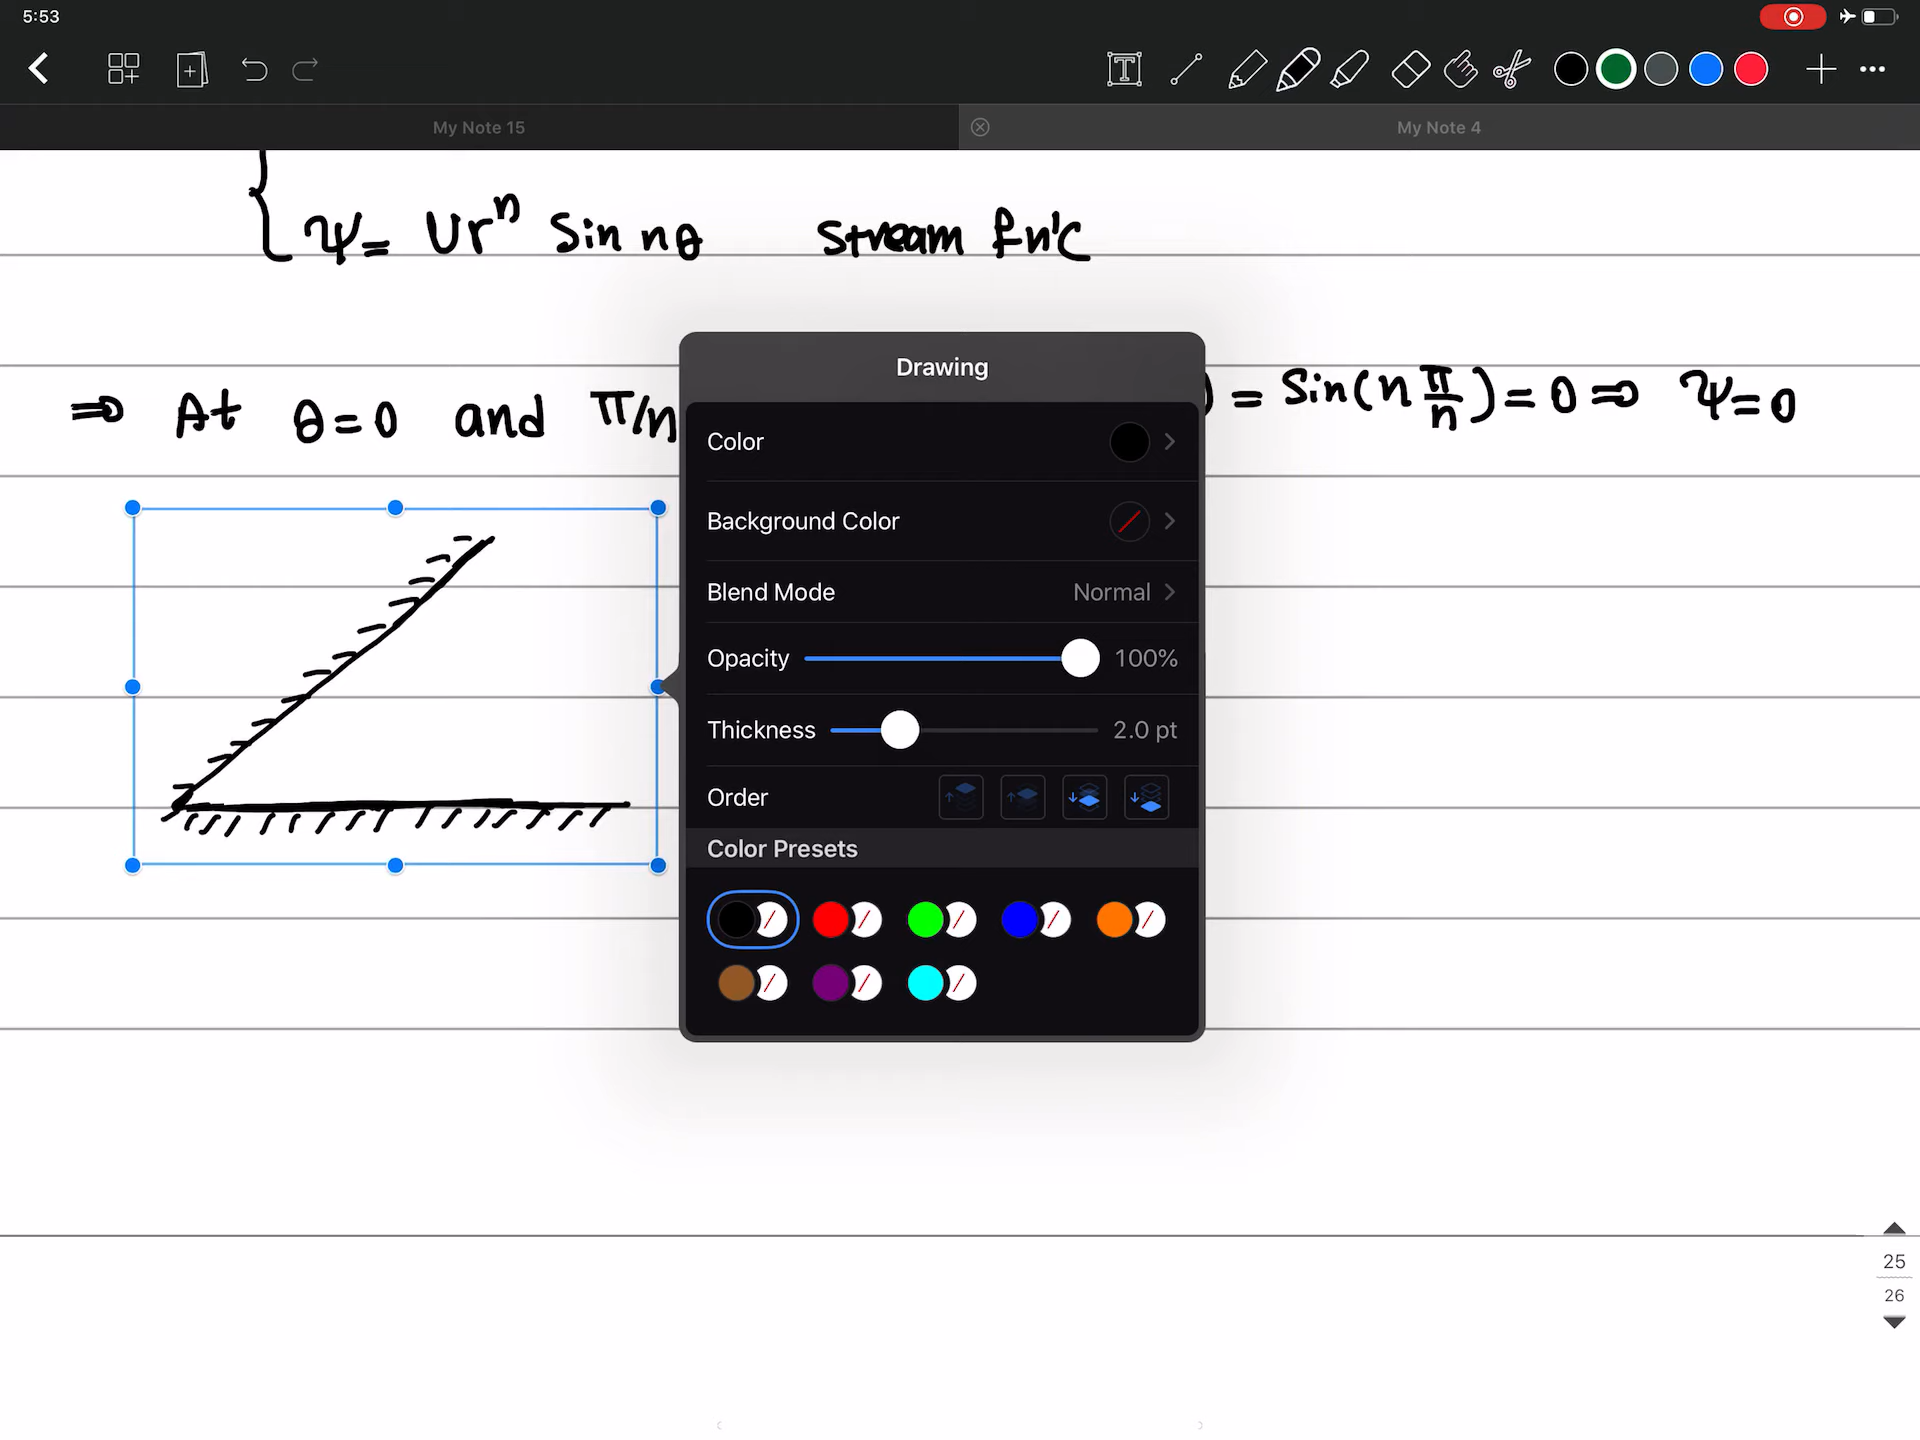 5:53
My Note 15
My Note 4
ψ= Ur^n Sin nθ stream fn'c
⇒ At θ=0 and π/n ) = Sin(n π/n)=0 ⇒ ψ=0
Drawing
Color
Background Color
Blend Mode Normal
Opacity 100%
Thickness 2.0 pt
Order
Color Presets
25
26